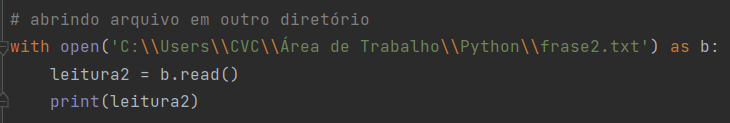 # abrindo arquivo em outro diretório
with open('C:\\Users\\CVC\\Área de Trabalho\\Python\\frase2.txt') as b:
    leitura2 = b.read()
    print(leitura2)